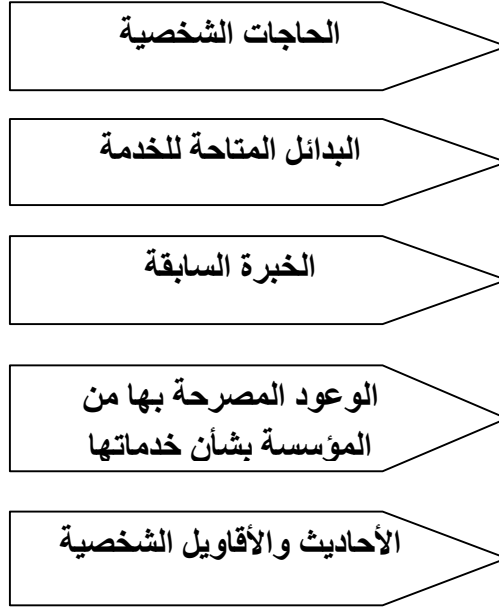 الحاجات الشخصية
البدائل المتاحة للخدمة
الخبرة السابقة
الوعود المصرحة بها من
المؤسسة بشأن خدماتها
الأحاديث والأقاويل الشخصية